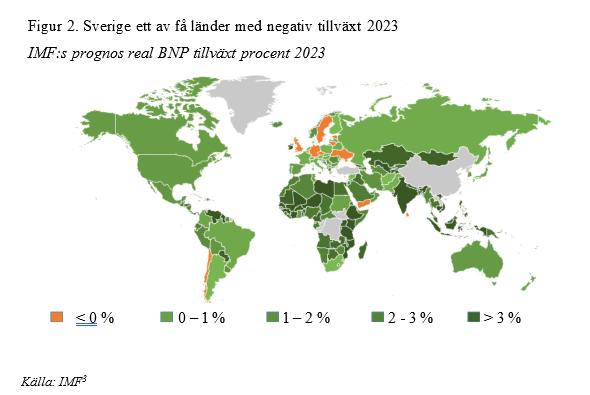 Figur 2. Sverige ett av få länder med negativ tillväxt 2023
IMF:s prognos real BNP tillväxt procent 2023
≤ 0 % 0 – 1 % 1 – 2 % 2 - 3 % > 3 %
Källa: IMF³